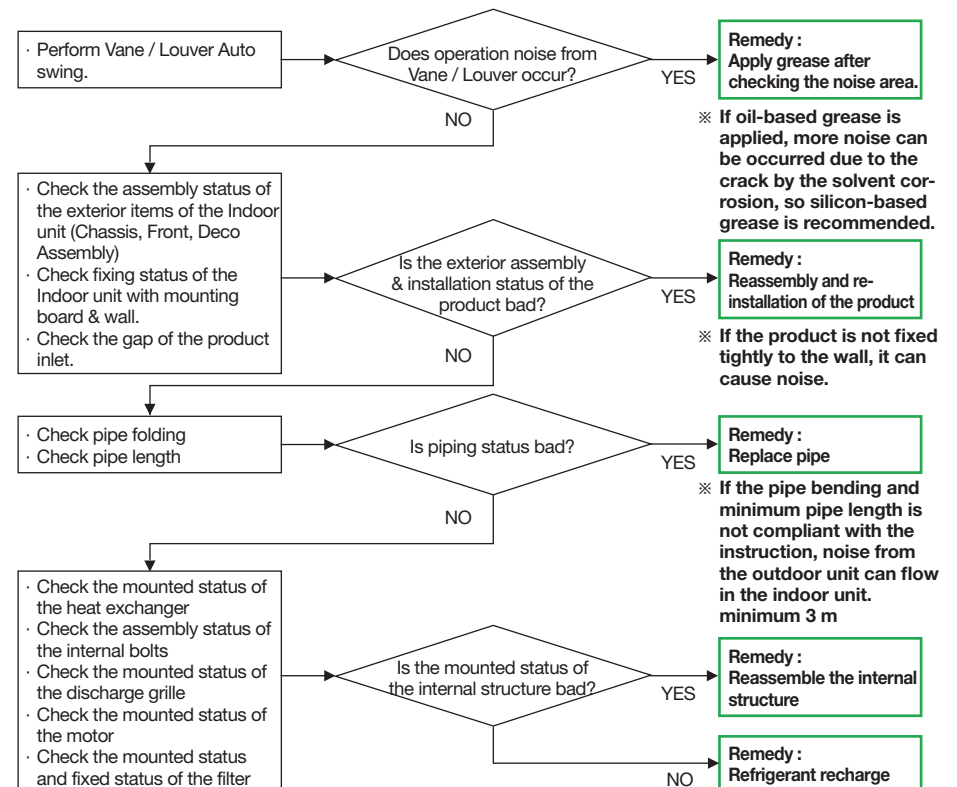 · Perform Vane / Louver Auto
swing.
Does operation noise from
Vane / Louver occur?
YES
NO
Remedy :
Apply grease after
checking the noise area.
※ If oil-based grease is
applied, more noise can
be occurred due to the
crack by the solvent cor-
rosion, so silicon-based
grease is recommended.
· Check the assembly status of
the exterior items of the Indoor
unit (Chassis, Front, Deco
Assembly)
· Check fixing status of the
Indoor unit with mounting
board & wall.
· Check the gap of the product
inlet.
Is the exterior assembly
& installation status of the
product bad?
YES
NO
Remedy :
Reassembly and re-
installation of the product
※ If the product is not fixed
tightly to the wall, it can
cause noise.
· Check pipe folding
· Check pipe length
Is piping status bad?
YES
NO
Remedy :
Replace pipe
※ If the pipe bending and
minimum pipe length is
not compliant with the
instruction, noise from
the outdoor unit can flow
in the indoor unit.
minimum 3 m
· Check the mounted status of
the heat exchanger
· Check the assembly status of
the internal bolts
· Check the mounted status of
the discharge grille
· Check the mounted status of
the motor
· Check the mounted status
and fixed status of the filter
Is the mounted status of
the internal structure bad?
YES
NO
Remedy :
Reassemble the internal
structure
Remedy :
Refrigerant recharge